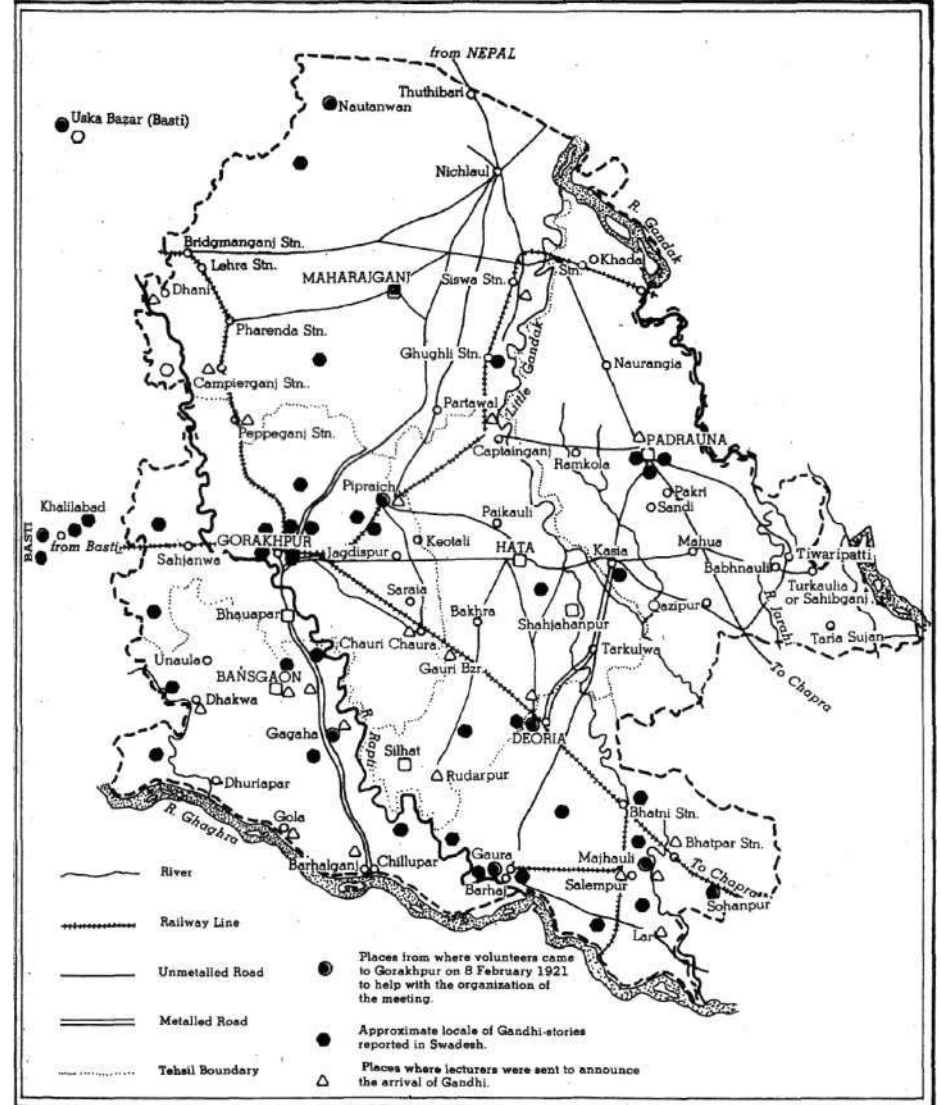 from NEPAL
Thuthibari
Nautanwan
Uska Bazar (Basti)
Nichlaul
R. Gandak
Bridgmanganj Stn.
Lehra Stn.
Khada
Stn.
MAHARAJGANJ
Siswa Stn.
Dhani
Pharenda Stn.
Ghughli Stn.
Little Gandak
Naurangia
Campierganj Stn..
Partawal
Peppeganj Stn.
PADRAUNA
Captainganj
Ramkola
Pipraich
Pakri
Sandi
Khalilabad
Paikauli
BASTI
from Basti
GORAKHPUR
Keotali
HATA
Kasia
Mahua
Tiwaripatti
Sahjanwa
Jagdispur
Babhnauli
Turkaulia
or Sahibganj
Saraia
Bakhra
Shahjahanpur
Qazipur
R. Jarahi
Bhauapar
Taria Sujan
Chauri Chaura
Tarkulwa
Unaula
Gauri Bzr.
BANSGAON
To Chapra
Dhakwa
R. Rapti
DEORIA
Gagaha
Silhat
Dhuriapar
Rudarpur
R. Ghaghra
Gola
Bhatni Stn.
Bhatpar Stn.
Barhalganj
Chillupar
Gaura
Majhauli
To Chapra
Barhaj
Salempur
Sohanpur
Lar
River
Railway Line
Unmetalled Road
Metalled Road
Tehsil Boundary
Places from where volunteers came
to Gorakhpur on 8 February 1921
to help with the organization of
the meeting.
Approximate locale of Gandhi-stories
reported in Swadesh.
Places where lecturers were sent to announce
the arrival of Gandhi.